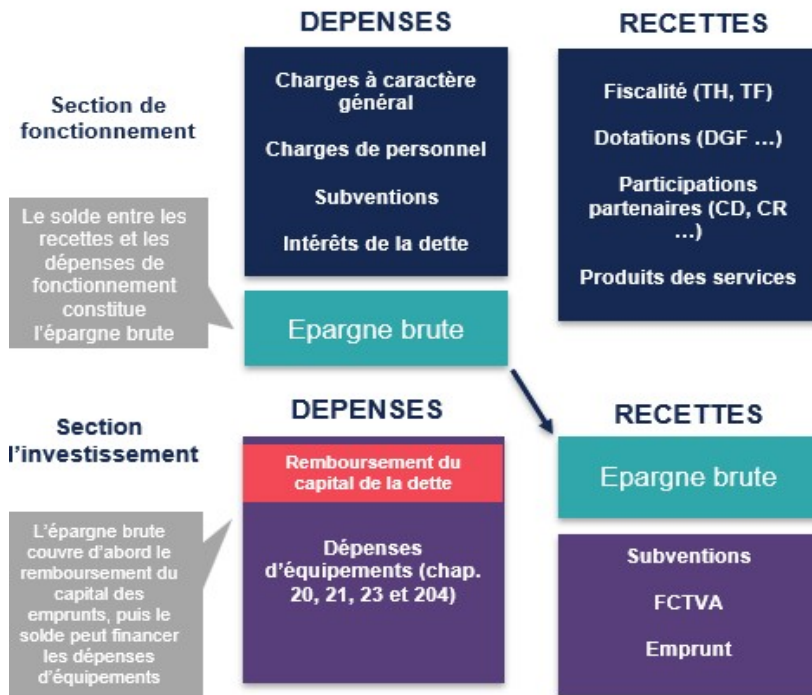 DEPENSES
RECETTES
Section de
fonctionnement
Charges à caractère
général
Charges de personnel
Subventions
Intérêts de la dette
Fiscalité (TH, TF)
Dotations (DGF ...)
Participations
partenaires (CD, CR
...)
Produits des services
Le solde entre les
recettes et les
dépenses de
fonctionnement
constitue
l'épargne brute
Epargne brute
DEPENSES
RECETTES
Section
l'investissement
Remboursement du
capital de la dette
Dépenses
d'équipements (chap.
20, 21, 23 et 204)
Epargne brute
Subventions
FCTVA
Emprunt
L'épargne brute
couvre d'abord le
remboursement du
capital des
emprunts, puis le
solde peut financer
les dépenses
d'équipements